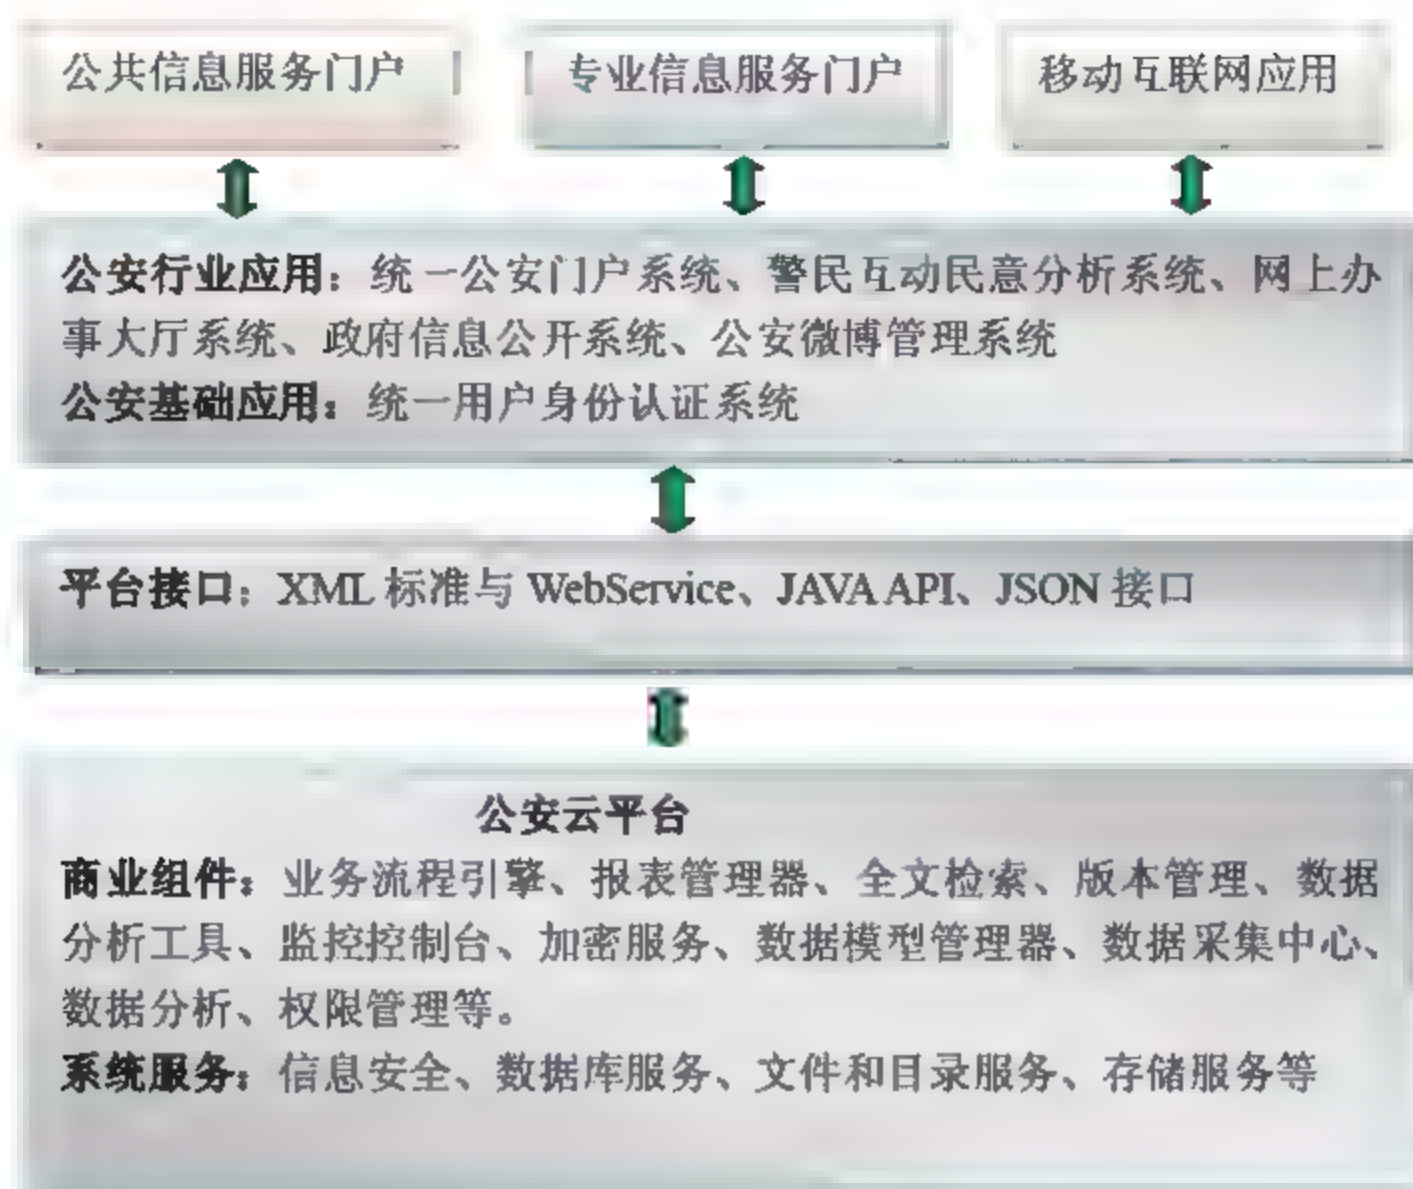 公共信息服务门户
专业信息服务门户
移动互联网应用
公安行业应用：统一公安门户系统、警民互动民意分析系统、网上办
事大厅系统、政府信息公开系统、公安微博管理系统
公安基础应用：统一用户身份认证系统
平台接口：XML 标准与 WebService、JAVA API、JSON 接口
公安云平台
商业组件：业务流程引擎、报表管理器、全文检索、版本管理、数据
分析工具、监控控制台、加密服务、数据模型管理器、数据采集中心、
数据分析、权限管理等。
系统服务：信息安全、数据库服务、文件和目录服务、存储服务等